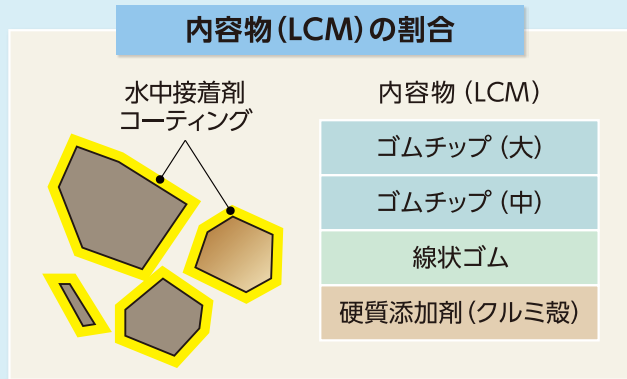 内容物（LCM）の割合
水中接着剤
コーティング
内容物（LCM）
ゴムチップ（大）
ゴムチップ（中）
線状ゴム
硬質添加剤（クルミ殻）